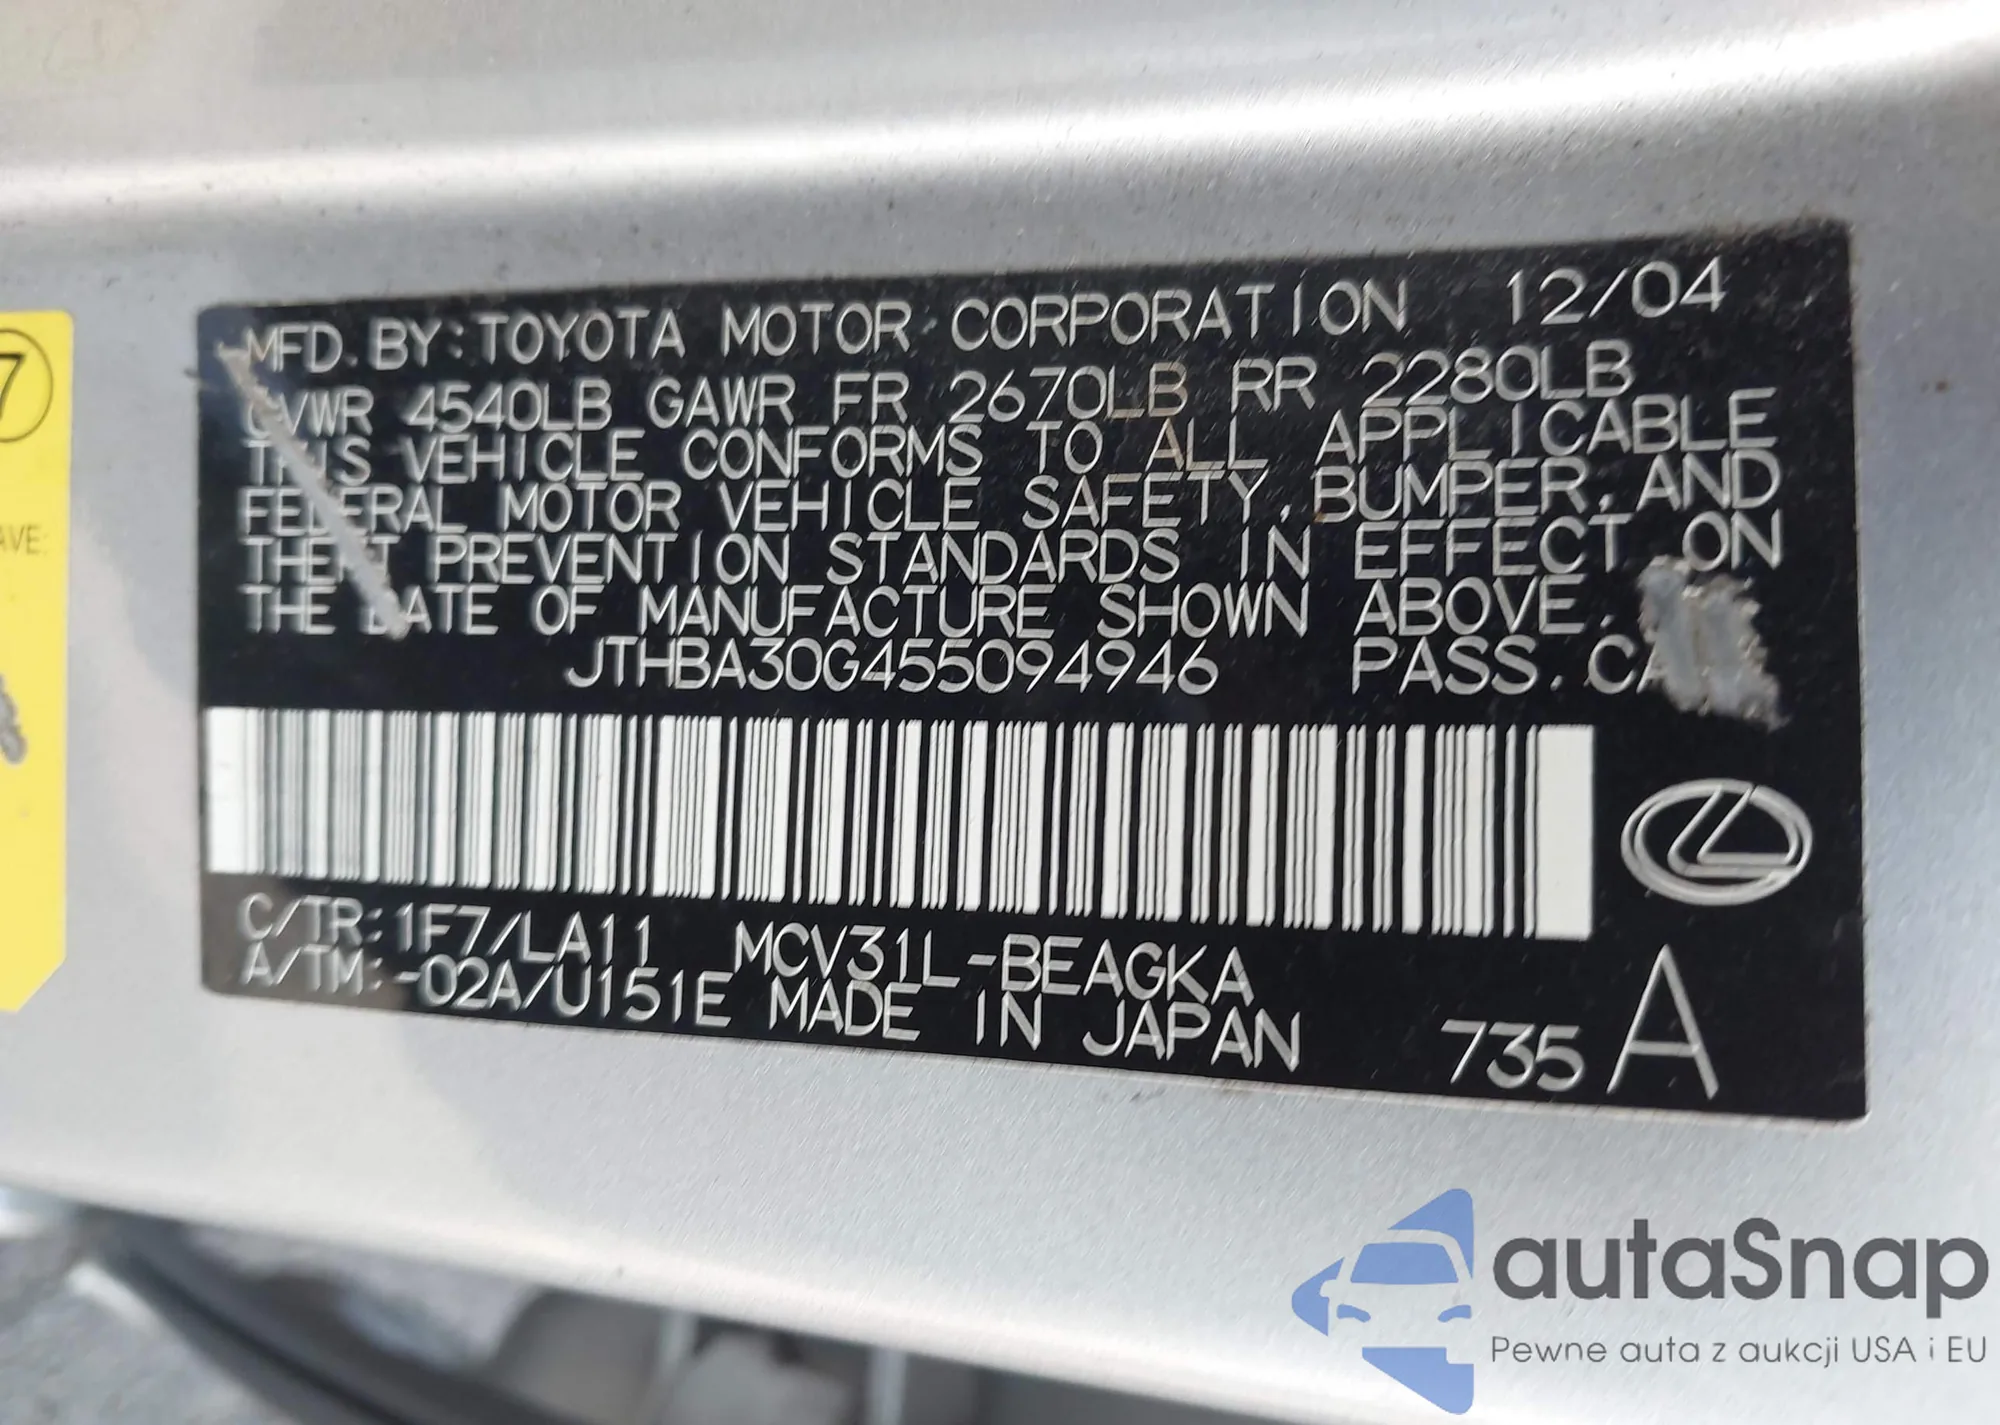 7
AVE:
MFD. BY: TOYOTA MOTOR CORPORATION 12/04
GVWR 4540LB GAWR FR 2670LB RR 2280LB
THIS VEHICLE CONFORMS TO ALL APPLICABLE
FEDERAL MOTOR VEHICLE SAFETY, BUMPER, AND
THEFT PREVENTION STANDARDS IN EFFECT ON
THE DATE OF MANUFACTURE SHOWN ABOVE.
JTHBA30G455094946 PASS. CA
C/TR: 1F7/LA11 MCV31L-BEAGKA
A/TM: -02A/U151E MADE IN JAPAN 735 A
autaSnap
Pewne auta z aukcji USA i EU